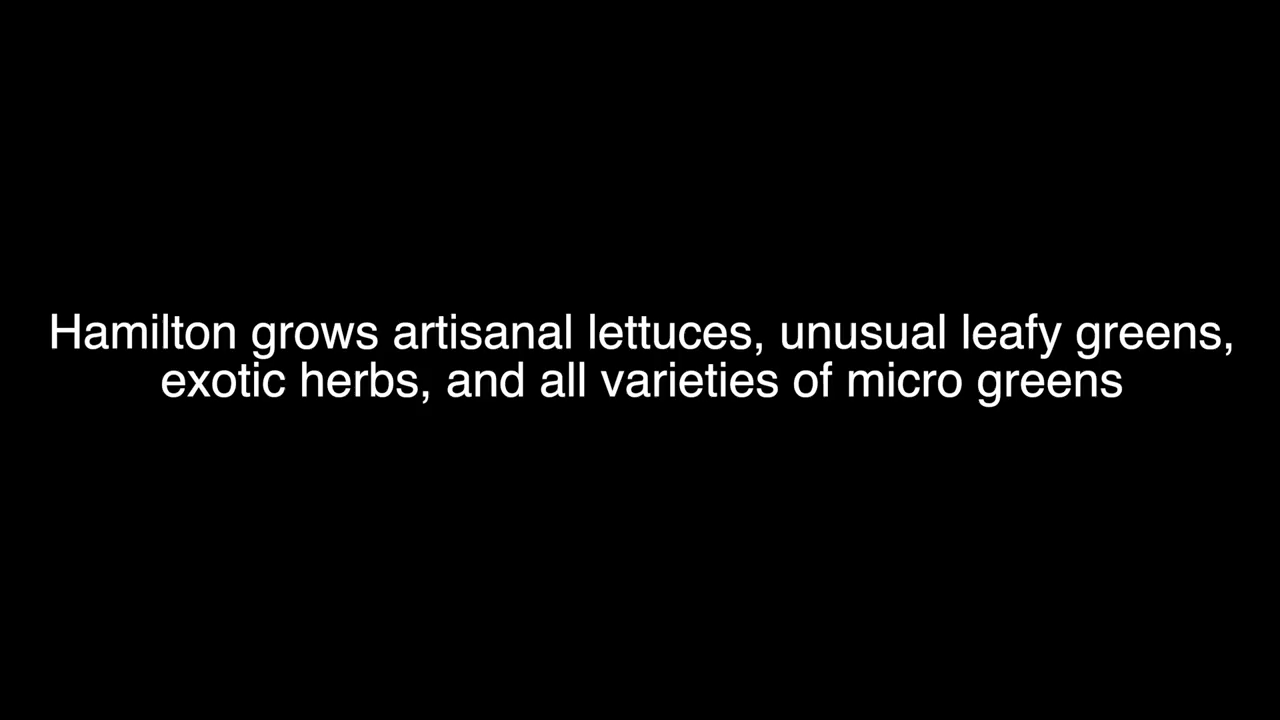 Hamilton grows artisanal lettuces, unusual leafy greens,
exotic herbs, and all varieties of micro greens